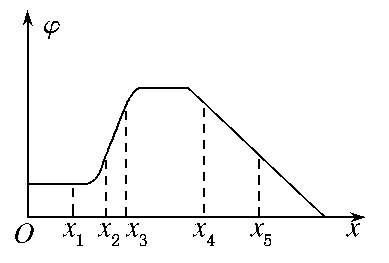 φ
O x₁ x₂ x₃ x₄ x₅ x